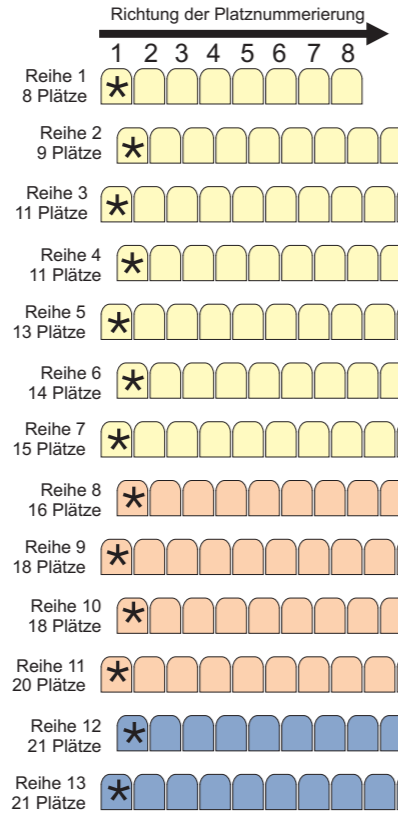 Richtung der Platznummerierung
1 2 3 4 5 6 7 8
Reihe 1
8 Plätze
Reihe 2
9 Plätze
Reihe 3
11 Plätze
Reihe 4
11 Plätze
Reihe 5
13 Plätze
Reihe 6
14 Plätze
Reihe 7
15 Plätze
Reihe 8
16 Plätze
Reihe 9
18 Plätze
Reihe 10
18 Plätze
Reihe 11
20 Plätze
Reihe 12
21 Plätze
Reihe 13
21 Plätze